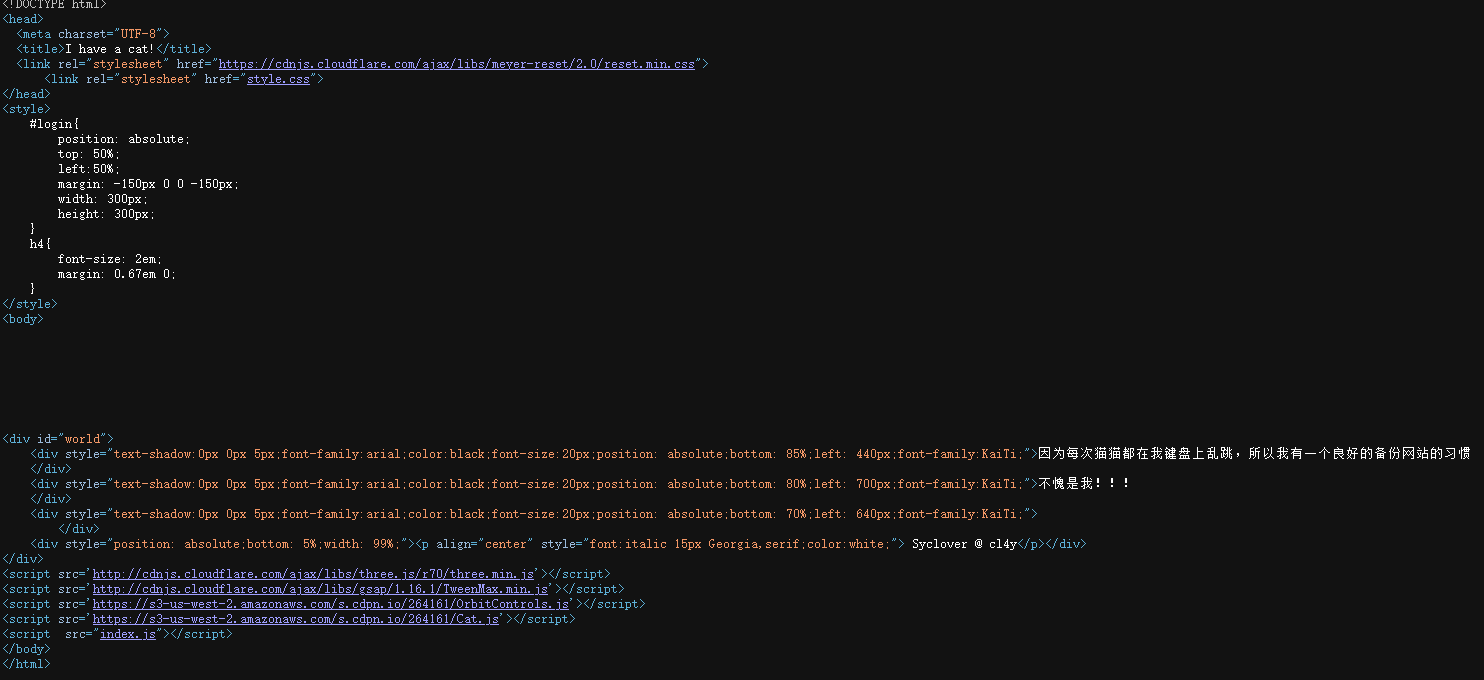 <!DOCTYPE html>
<head>
  <meta charset="UTF-8">
  <title>I have a cat!</title>
  <link rel="stylesheet" href="https://cdnjs.cloudflare.com/ajax/libs/meyer-reset/2.0/reset.min.css">
      <link rel="stylesheet" href="style.css">
</head>
<style>
    #login{
        position: absolute;
        top: 50%;
        left:50%;
        margin: -150px 0 0 -150px;
        width: 300px;
        height: 300px;
    }
    h4{
        font-size: 2em;
        margin: 0.67em 0;
    }
</style>
<body>
<div id="world">
    <div style="text-shadow:0px 0px 5px;font-family:arial;color:black;font-size:20px;position: absolute;bottom: 85%;left: 440px;font-family:KaiTi;">因为每次猫猫都在我键盘上乱跳，所以我有一个良好的备份网站的习惯
    </div>
    <div style="text-shadow:0px 0px 5px;font-family:arial;color:black;font-size:20px;position: absolute;bottom: 80%;left: 700px;font-family:KaiTi;">不愧是我！！！
    </div>
    <div style="text-shadow:0px 0px 5px;font-family:arial;color:black;font-size:20px;position: absolute;bottom: 70%;left: 640px;font-family:KaiTi;">
        </div>
    <div style="position: absolute;bottom: 5%;width: 99%;"><p align="center" style="font:italic 15px Georgia,serif;color:white;"> Syclover @ cl4y</p></div>
</div>
<script src='http://cdnjs.cloudflare.com/ajax/libs/three.js/r70/three.min.js'></script>
<script src='http://cdnjs.cloudflare.com/ajax/libs/gsap/1.16.1/TweenMax.min.js'></script>
<script src='https://s3-us-west-2.amazonaws.com/s.cdpn.io/264161/OrbitControls.js'></script>
<script src='https://s3-us-west-2.amazonaws.com/s.cdpn.io/264161/Cat.js'></script>
<script  src="index.js"></script>
</body>
</html>